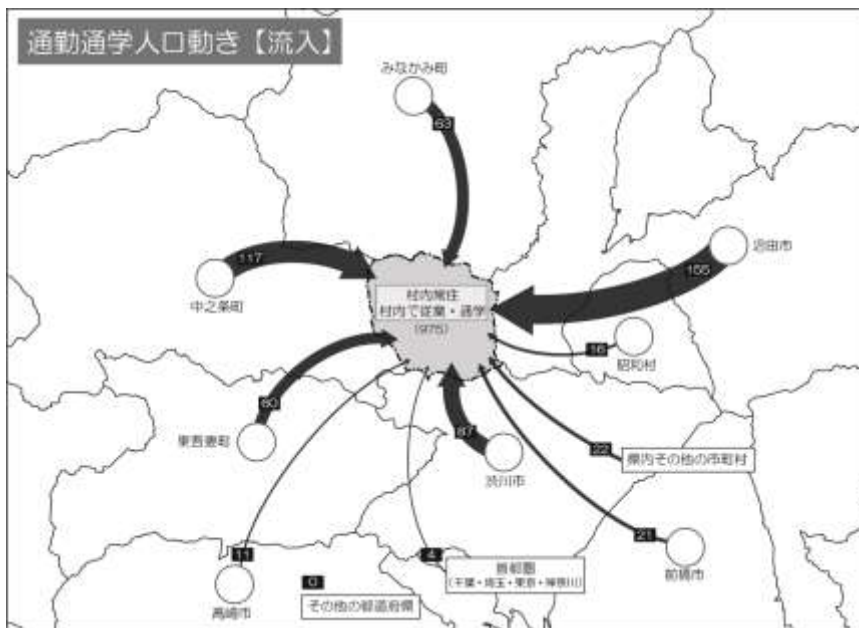 通勤通学人口動き【流入】
みなかみ町
63
117
中之条町
沼田市
155
村内常住
村内で従業・通学
(975)
16
昭和村
60
東吾妻町
87
渋川市
22
県内その他の市町村
21
前橋市
11
高崎市
4
首都圏
(千葉・埼玉・東京・神奈川)
0
その他の都道府県